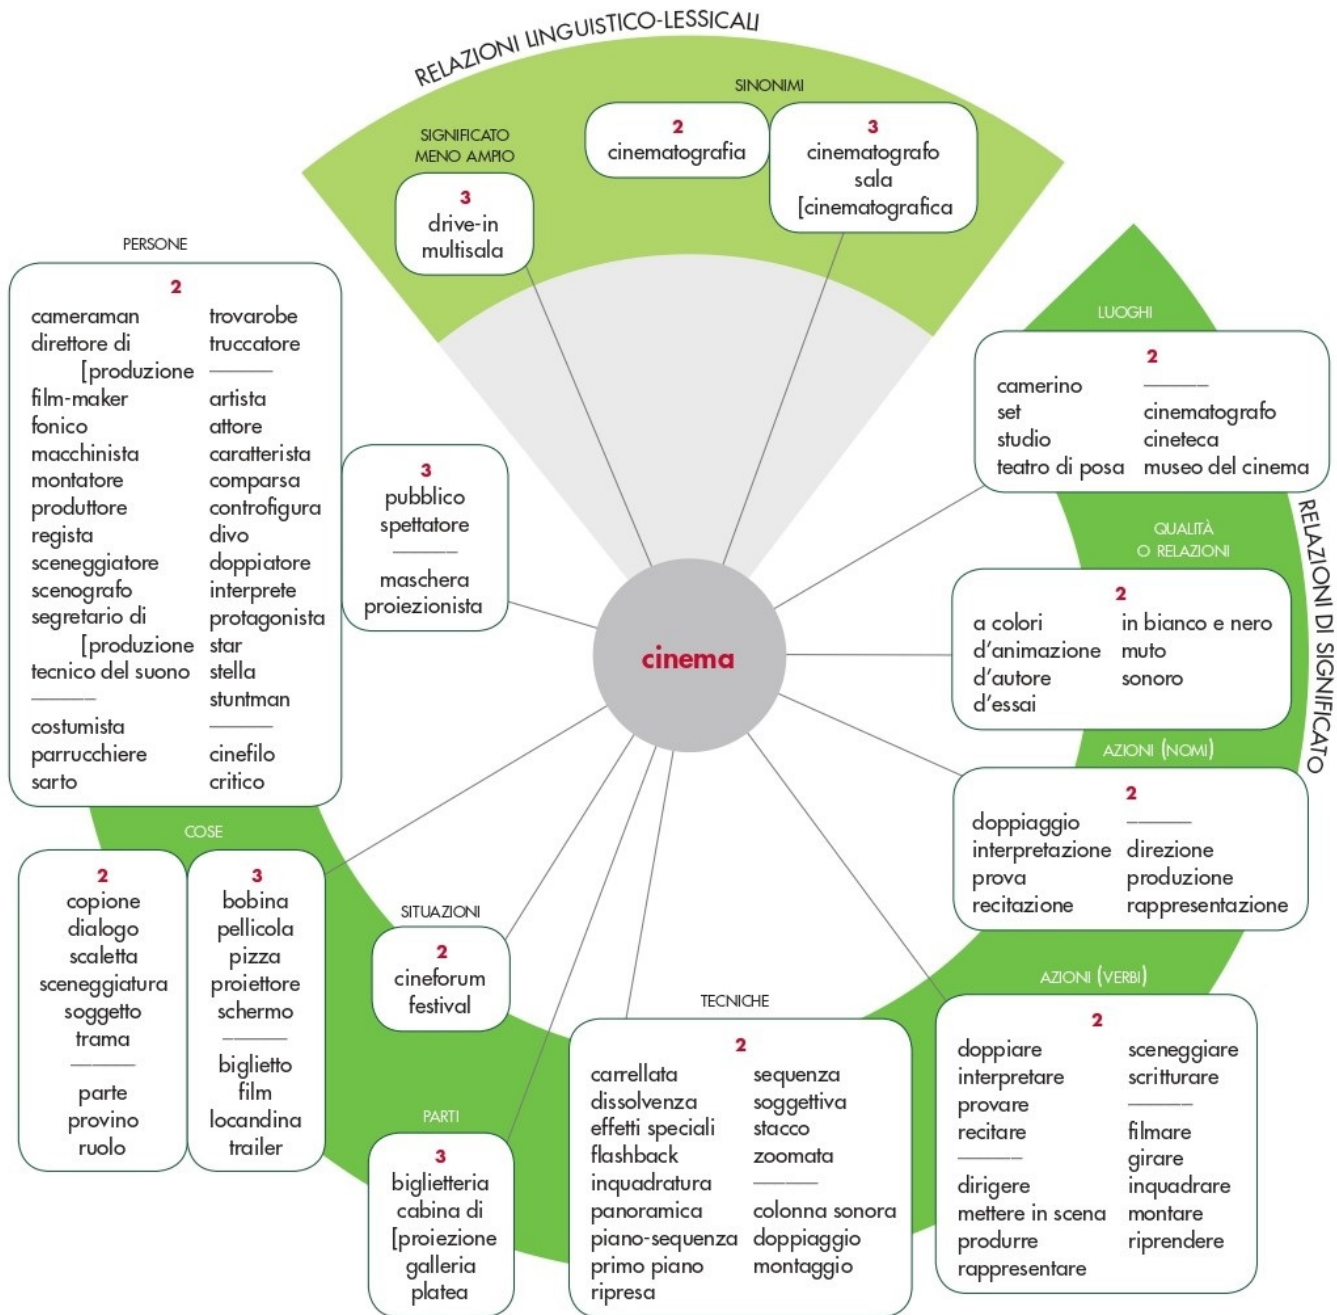 RELAZIONI LINGUISTICO-LESSICALI
SIGNIFICATO
MENO AMPIO
3
drive-in
multisala
SINONIMI
2
cinematografia
3
cinematografo
sala
[cinematografica
PERSONE
2
cameraman
direttore di
[produzione
film-maker
fonico
macchinista
montatore
produttore
regista
sceneggiatore
scenografo
segretario di
[produzione
tecnico del suono
costumista
parrucchiere
sarto
trovarobe
truccatore
artista
attore
caratterista
comparsa
controfigura
divo
doppiatore
interprete
protagonista
star
stella
stuntman
cinefilo
critico
3
pubblico
spettatore
maschera
proiezionista
cinema
RELAZIONI DI SIGNIFICATO
LUOGHI
2
camerino
set
studio
teatro di posa
cinematografo
cineteca
museo del cinema
QUALITÀ
O RELAZIONI
2
a colori
d'animazione
d'autore
d'essai
in bianco e nero
muto
sonoro
AZIONI (NOMI)
2
doppiaggio
interpretazione
prova
recitazione
direzione
produzione
rappresentazione
AZIONI (VERBI)
2
doppiare
interpretare
provare
recitare
dirigere
mettere in scena
produrre
rappresentare
sceneggiare
scritturare
filmare
girare
inquadrare
montare
riprendere
TECNICHE
2
carrellata
dissolvenza
effetti speciali
flashback
inquadratura
panoramica
piano-sequenza
primo piano
ripresa
sequenza
soggettiva
stacco
zoomata
colonna sonora
doppiaggio
montaggio
PARTI
3
biglietteria
cabina di
[proiezione
galleria
platea
SITUAZIONI
2
cineforum
festival
COSE
2
copione
dialogo
scaletta
sceneggiatura
soggetto
trama
parte
provino
ruolo
3
bobina
pellicola
pizza
proiettore
schermo
biglietto
film
locandina
trailer